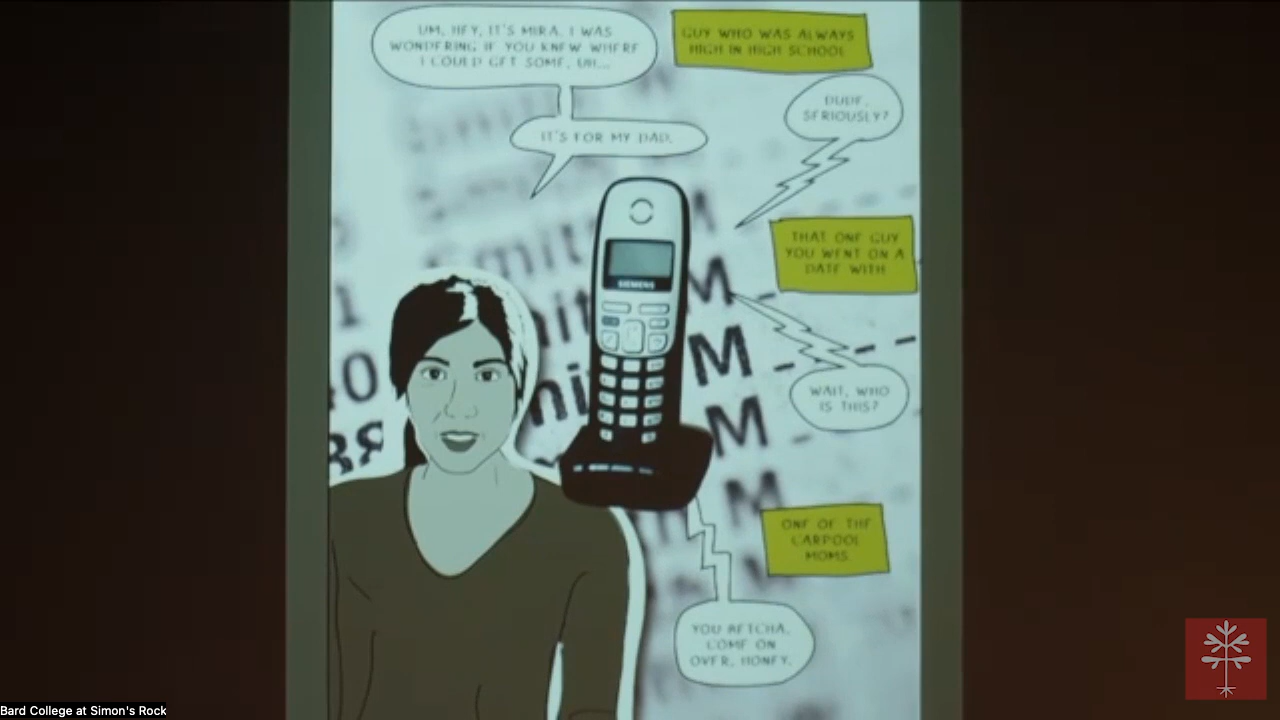 UM, HEY, IT'S MIRA. I WAS
WONDERING IF YOU KNEW WHERE
I COULD GET SOME, UH...
IT'S FOR MY DAD.
GUY WHO WAS ALWAYS
HIGH IN HIGH SCHOOL
DUDE,
SERIOUSLY?
THAT ONE GUY
YOU WENT ON A
DATE WITH
WAIT, WHO
IS THIS?
ONE OF THE
CARPOOL
MOMS
YOU BETCHA,
COME ON
OVER, HONEY.
SIEMENS
Smith M
M
M
M
M
Bard College at Simon's Rock